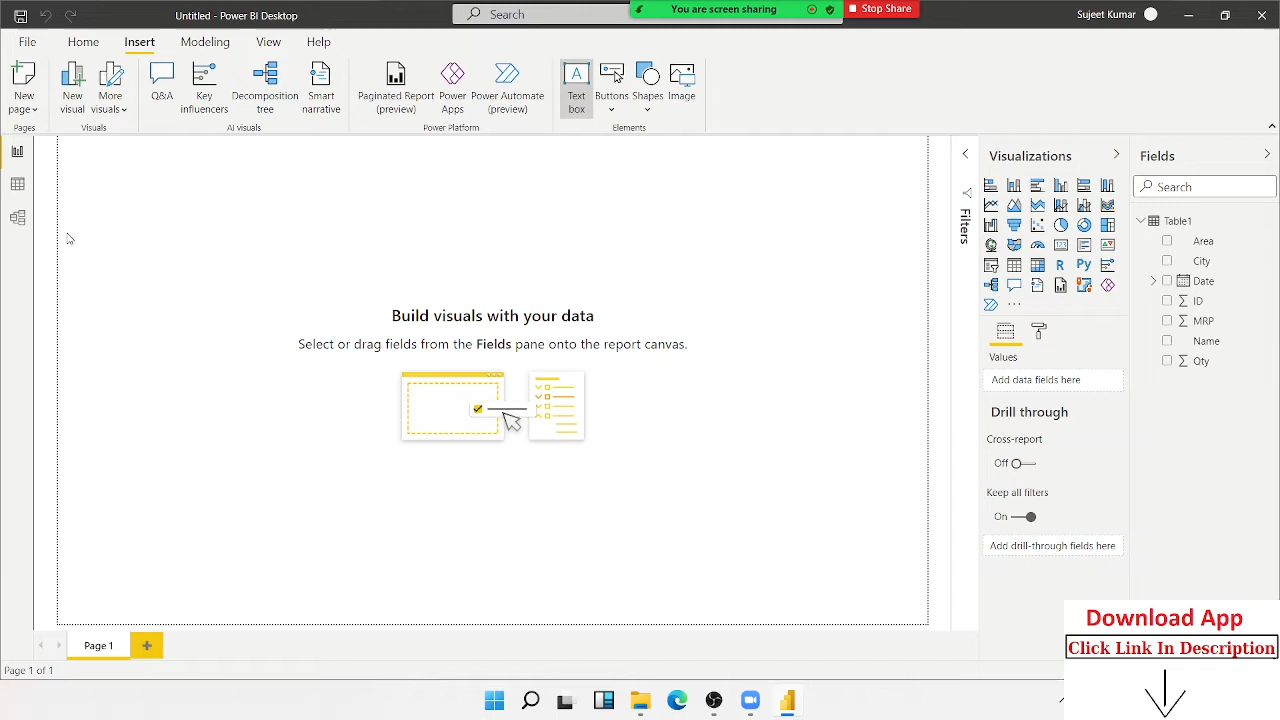 Untitled - Power BI Desktop
Search
You are screen sharing
Stop Share
Sujeet Kumar
File
Home
Insert
Modeling
View
Help
New page
New visual
More visuals
Q&A
Key influencers
Decomposition tree
Smart narrative
Paginated Report (preview)
Power Apps
Power Automate (preview)
Text box
Buttons
Shapes
Image
Pages
Visuals
AI visuals
Power Platform
Elements
Build visuals with your data
Select or drag fields from the Fields pane onto the report canvas.
Filters
Visualizations
R
Py
123
Values
Add data fields here
Drill through
Cross-report
Off
Keep all filters
On
Add drill-through fields here
Fields
Search
Table1
Area
City
Date
ID
MRP
Name
Qty
Page 1
Page 1 of 1
Download App
Click Link In Description